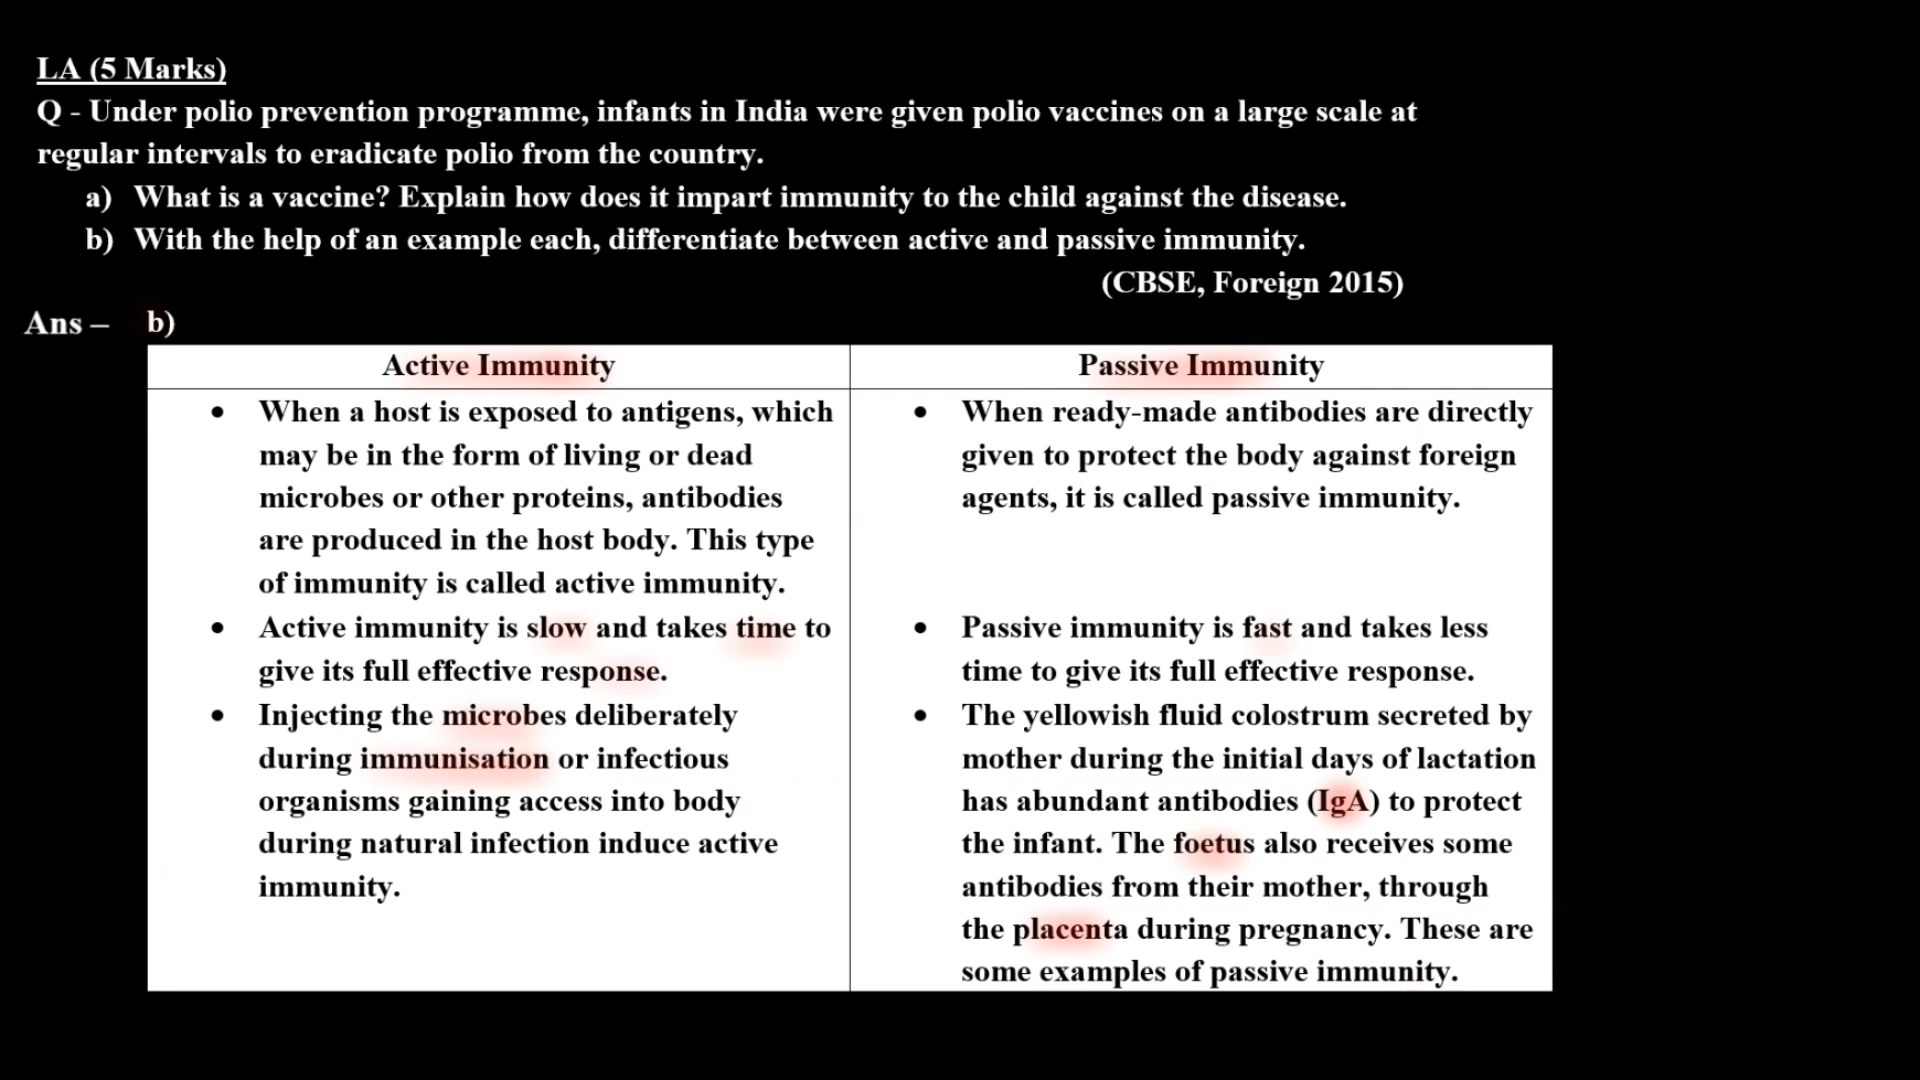 LA (5 Marks)
Q - Under polio prevention programme, infants in India were given polio vaccines on a large scale at
regular intervals to eradicate polio from the country.
a) What is a vaccine? Explain how does it impart immunity to the child against the disease.
b) With the help of an example each, differentiate between active and passive immunity.
(CBSE, Foreign 2015)
Ans – b)
Active Immunity
• When a host is exposed to antigens, which
may be in the form of living or dead
microbes or other proteins, antibodies
are produced in the host body. This type
of immunity is called active immunity.
• Active immunity is slow and takes time to
give its full effective response.
• Injecting the microbes deliberately
during immunisation or infectious
organisms gaining access into body
during natural infection induce active
immunity.
Passive Immunity
• When ready-made antibodies are directly
given to protect the body against foreign
agents, it is called passive immunity.
• Passive immunity is fast and takes less
time to give its full effective response.
• The yellowish fluid colostrum secreted by
mother during the initial days of lactation
has abundant antibodies (IgA) to protect
the infant. The foetus also receives some
antibodies from their mother, through
the placenta during pregnancy. These are
some examples of passive immunity.